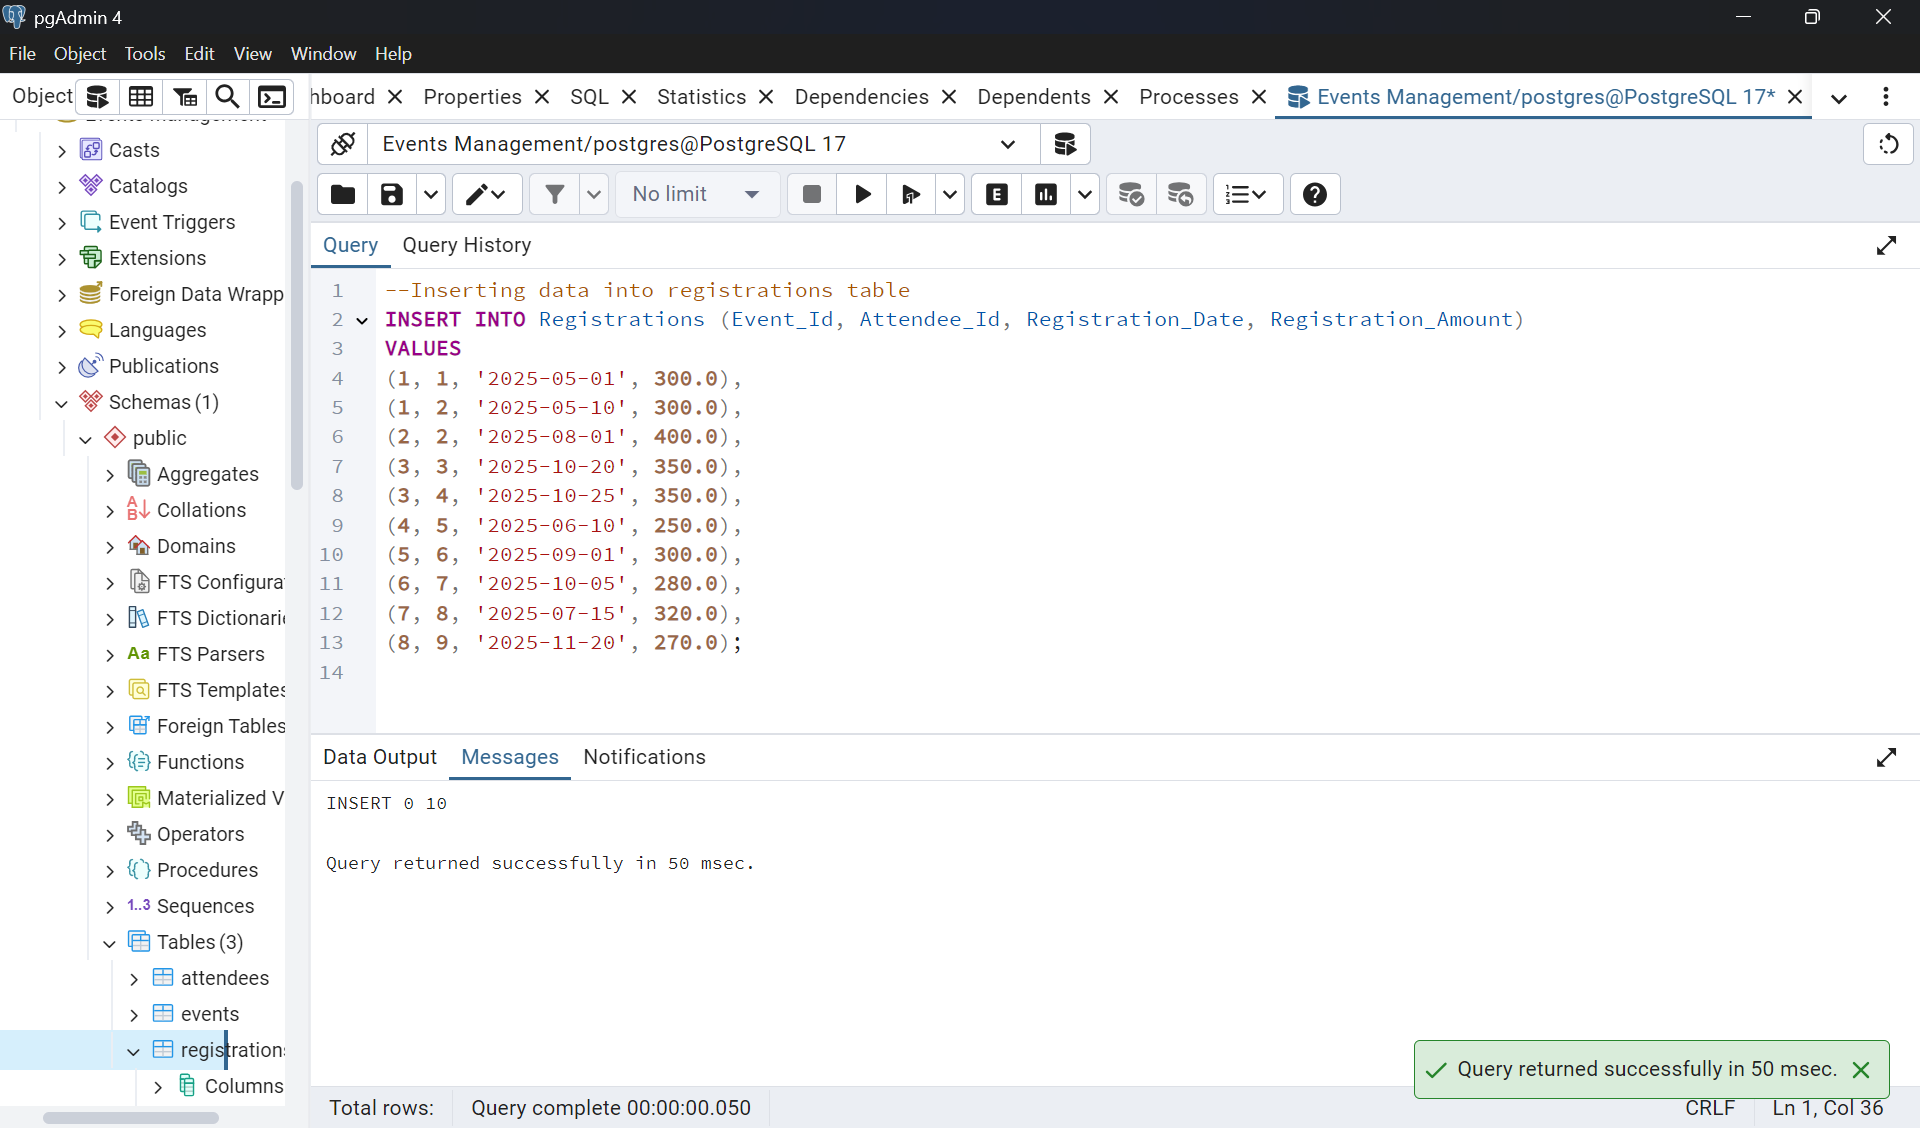 pgAdmin 4
File Object Tools Edit View Window Help
Object
hboard Properties SQL Statistics Dependencies Dependents Processes Events Management/postgres@PostgreSQL 17*
Events Management/postgres@PostgreSQL 17
No limit
Query Query History
Casts
Catalogs
Event Triggers
Extensions
Foreign Data Wrapp
Languages
Publications
Schemas (1)
public
Aggregates
Collations
Domains
FTS Configura
FTS Dictionari
Aa FTS Parsers
FTS Templates
Foreign Tables
Functions
Materialized V
Operators
Procedures
1..3 Sequences
Tables (3)
attendees
events
registrations
Columns
1 --Inserting data into registrations table
2 INSERT INTO Registrations (Event_Id, Attendee_Id, Registration_Date, Registration_Amount)
3 VALUES
4 (1, 1, '2025-05-01', 300.0),
5 (1, 2, '2025-05-10', 300.0),
6 (2, 2, '2025-08-01', 400.0),
7 (3, 3, '2025-10-20', 350.0),
8 (3, 4, '2025-10-25', 350.0),
9 (4, 5, '2025-06-10', 250.0),
10 (5, 6, '2025-09-01', 300.0),
11 (6, 7, '2025-10-05', 280.0),
12 (7, 8, '2025-07-15', 320.0),
13 (8, 9, '2025-11-20', 270.0);
14
Data Output Messages Notifications
INSERT 0 10
Query returned successfully in 50 msec.
Query returned successfully in 50 msec.
Total rows: Query complete 00:00:00.050 CRLF Ln 1, Col 36